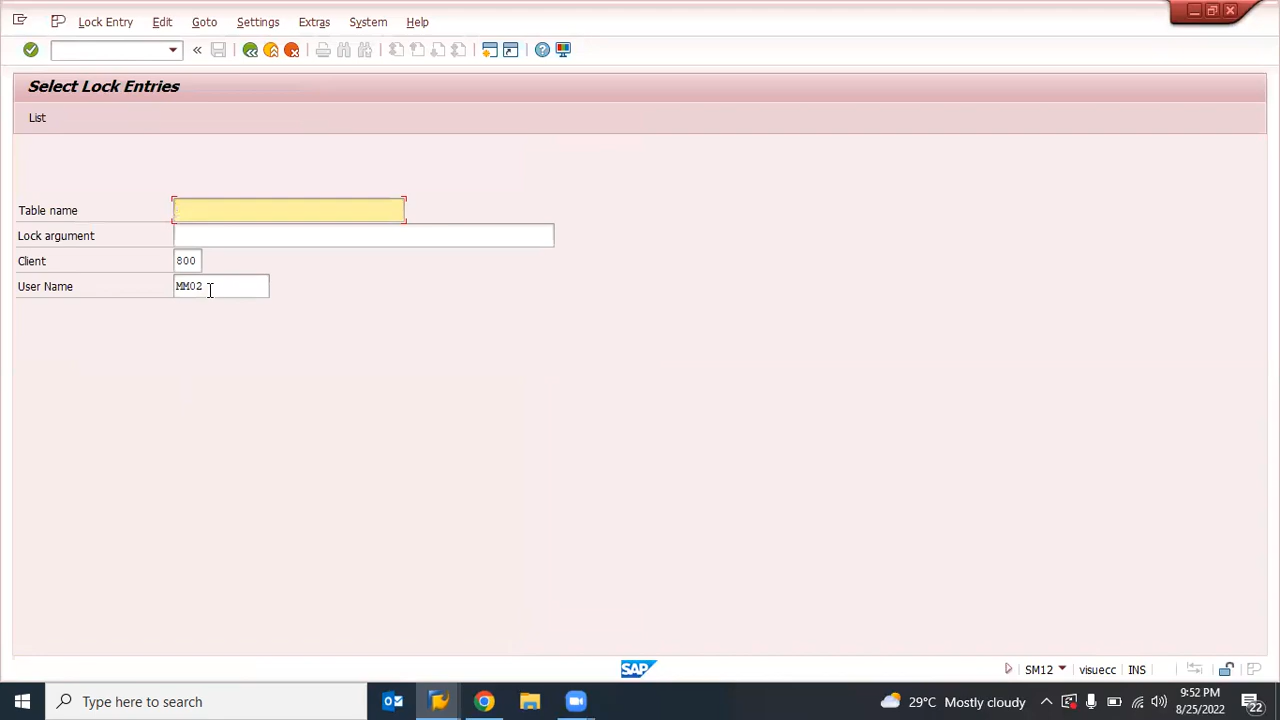 Lock Entry Edit Goto Settings Extras System Help
Select Lock Entries
List
Table name
Lock argument
Client 800
User Name MM02
SAP
SM12 visuecc INS
Type here to search
29°C Mostly cloudy
9:52 PM
8/25/2022
22